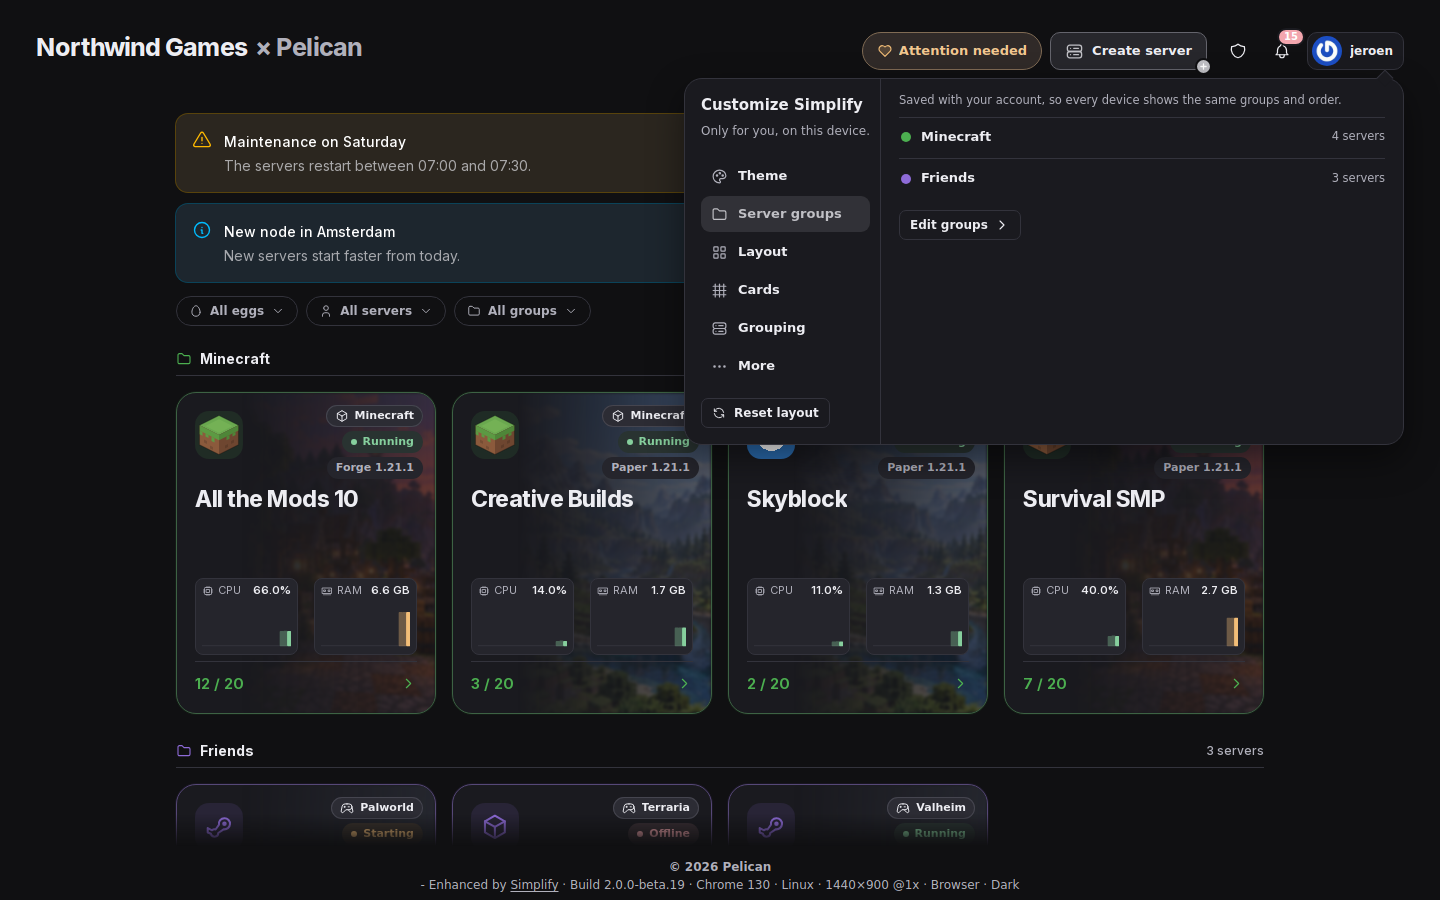 Northwind Games × Pelican
Attention needed
Create server
15
jeroen
Maintenance on Saturday
The servers restart between 07:00 and 07:30.
New node in Amsterdam
New servers start faster from today.
All eggs
All servers
All groups
Customize Simplify
Only for you, on this device.
Theme
Server groups
Layout
Cards
Grouping
More
Reset layout
Saved with your account, so every device shows the same groups and order.
Minecraft
4 servers
Friends
3 servers
Edit groups
Minecraft
Minecraft
Running
Forge 1.21.1
All the Mods 10
CPU 66.0%
RAM 6.6 GB
12 / 20
Minecraf
Running
Paper 1.21.1
Creative Builds
CPU 14.0%
RAM 1.7 GB
3 / 20
Paper 1.21.1
Skyblock
CPU 11.0%
RAM 1.3 GB
2 / 20
Paper 1.21.1
Survival SMP
CPU 40.0%
RAM 2.7 GB
7 / 20
Friends
3 servers
Palworld
Starting
Terraria
Offline
Valheim
Running
© 2026 Pelican
- Enhanced by Simplify · Build 2.0.0-beta.19 · Chrome 130 · Linux · 1440×900 @1x · Browser · Dark